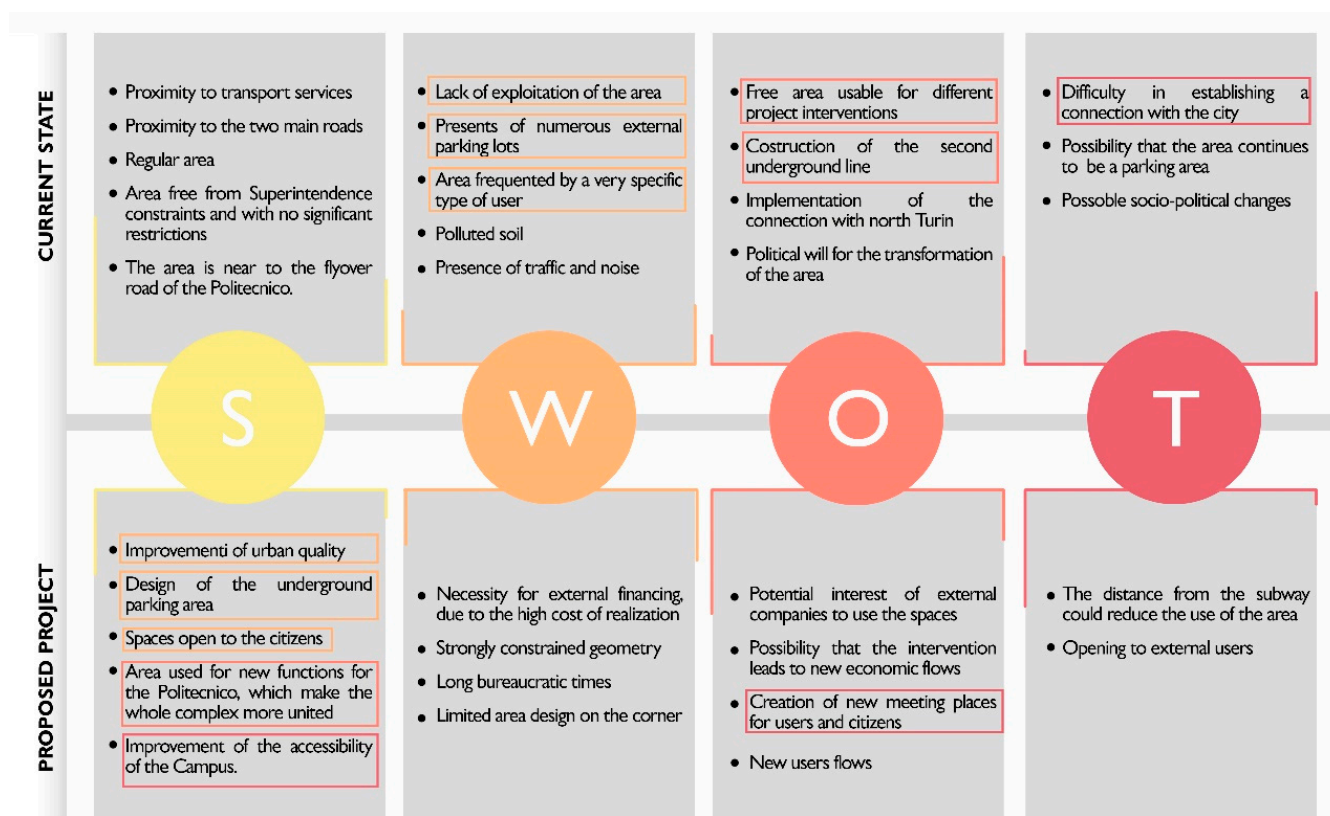 CURRENT STATE
• Proximity to transport services
• Proximity to the two main roads
• Regular area
• Area free from Superintendence
constraints and with no significant
restrictions
• The area is near to the flyover
road of the Politecnico.
• Lack of exploitation of the area
• Presents of numerous external
parking lots
• Area frequented by a very specific
type of user
• Polluted soil
• Presence of traffic and noise
• Free area usable for different
project interventions
• Costruction of the second
underground line
• Implementation of the
connection with north Turin
• Political will for the transformation
of the area
• Difficulty in establishing a
connection with the city
• Possibility that the area continues
to be a parking area
• Possoble socio-political changes
S
W
O
T
PROPOSED PROJECT
• Improvementi of urban quality
• Design of the underground
parking area
• Spaces open to the citizens
• Area used for new functions for
the Politecnico, which make the
whole complex more united
• Improvement of the accessibility
of the Campus.
• Necessity for external financing,
due to the high cost of realization
• Strongly constrained geometry
• Long bureaucratic times
• Limited area design on the corner
• Potential interest of external
companies to use the spaces
• Possibility that the intervention
leads to new economic flows
• Creation of new meeting places
for users and citizens
• New users flows
• The distance from the subway
could reduce the use of the area
• Opening to external users